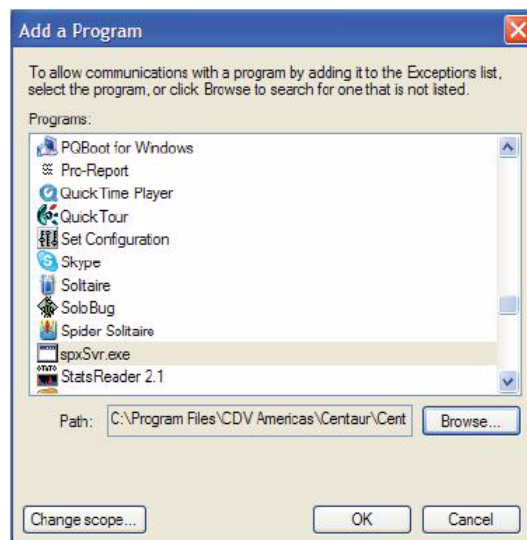 Add a Program
To allow communications with a program by adding it to the Exceptions list,
select the program, or click Browse to search for one that is not listed.
Programs:
PQBoot for Windows
Pro-Report
QuickTime Player
QuickTour
Set Configuration
Skype
Solitaire
SoloBug
Spider Solitaire
spxSvr.exe
StatsReader 2.1
Path: C:\Program Files\CDV Americas\Centaur\Cent Browse...
Change scope... OK Cancel